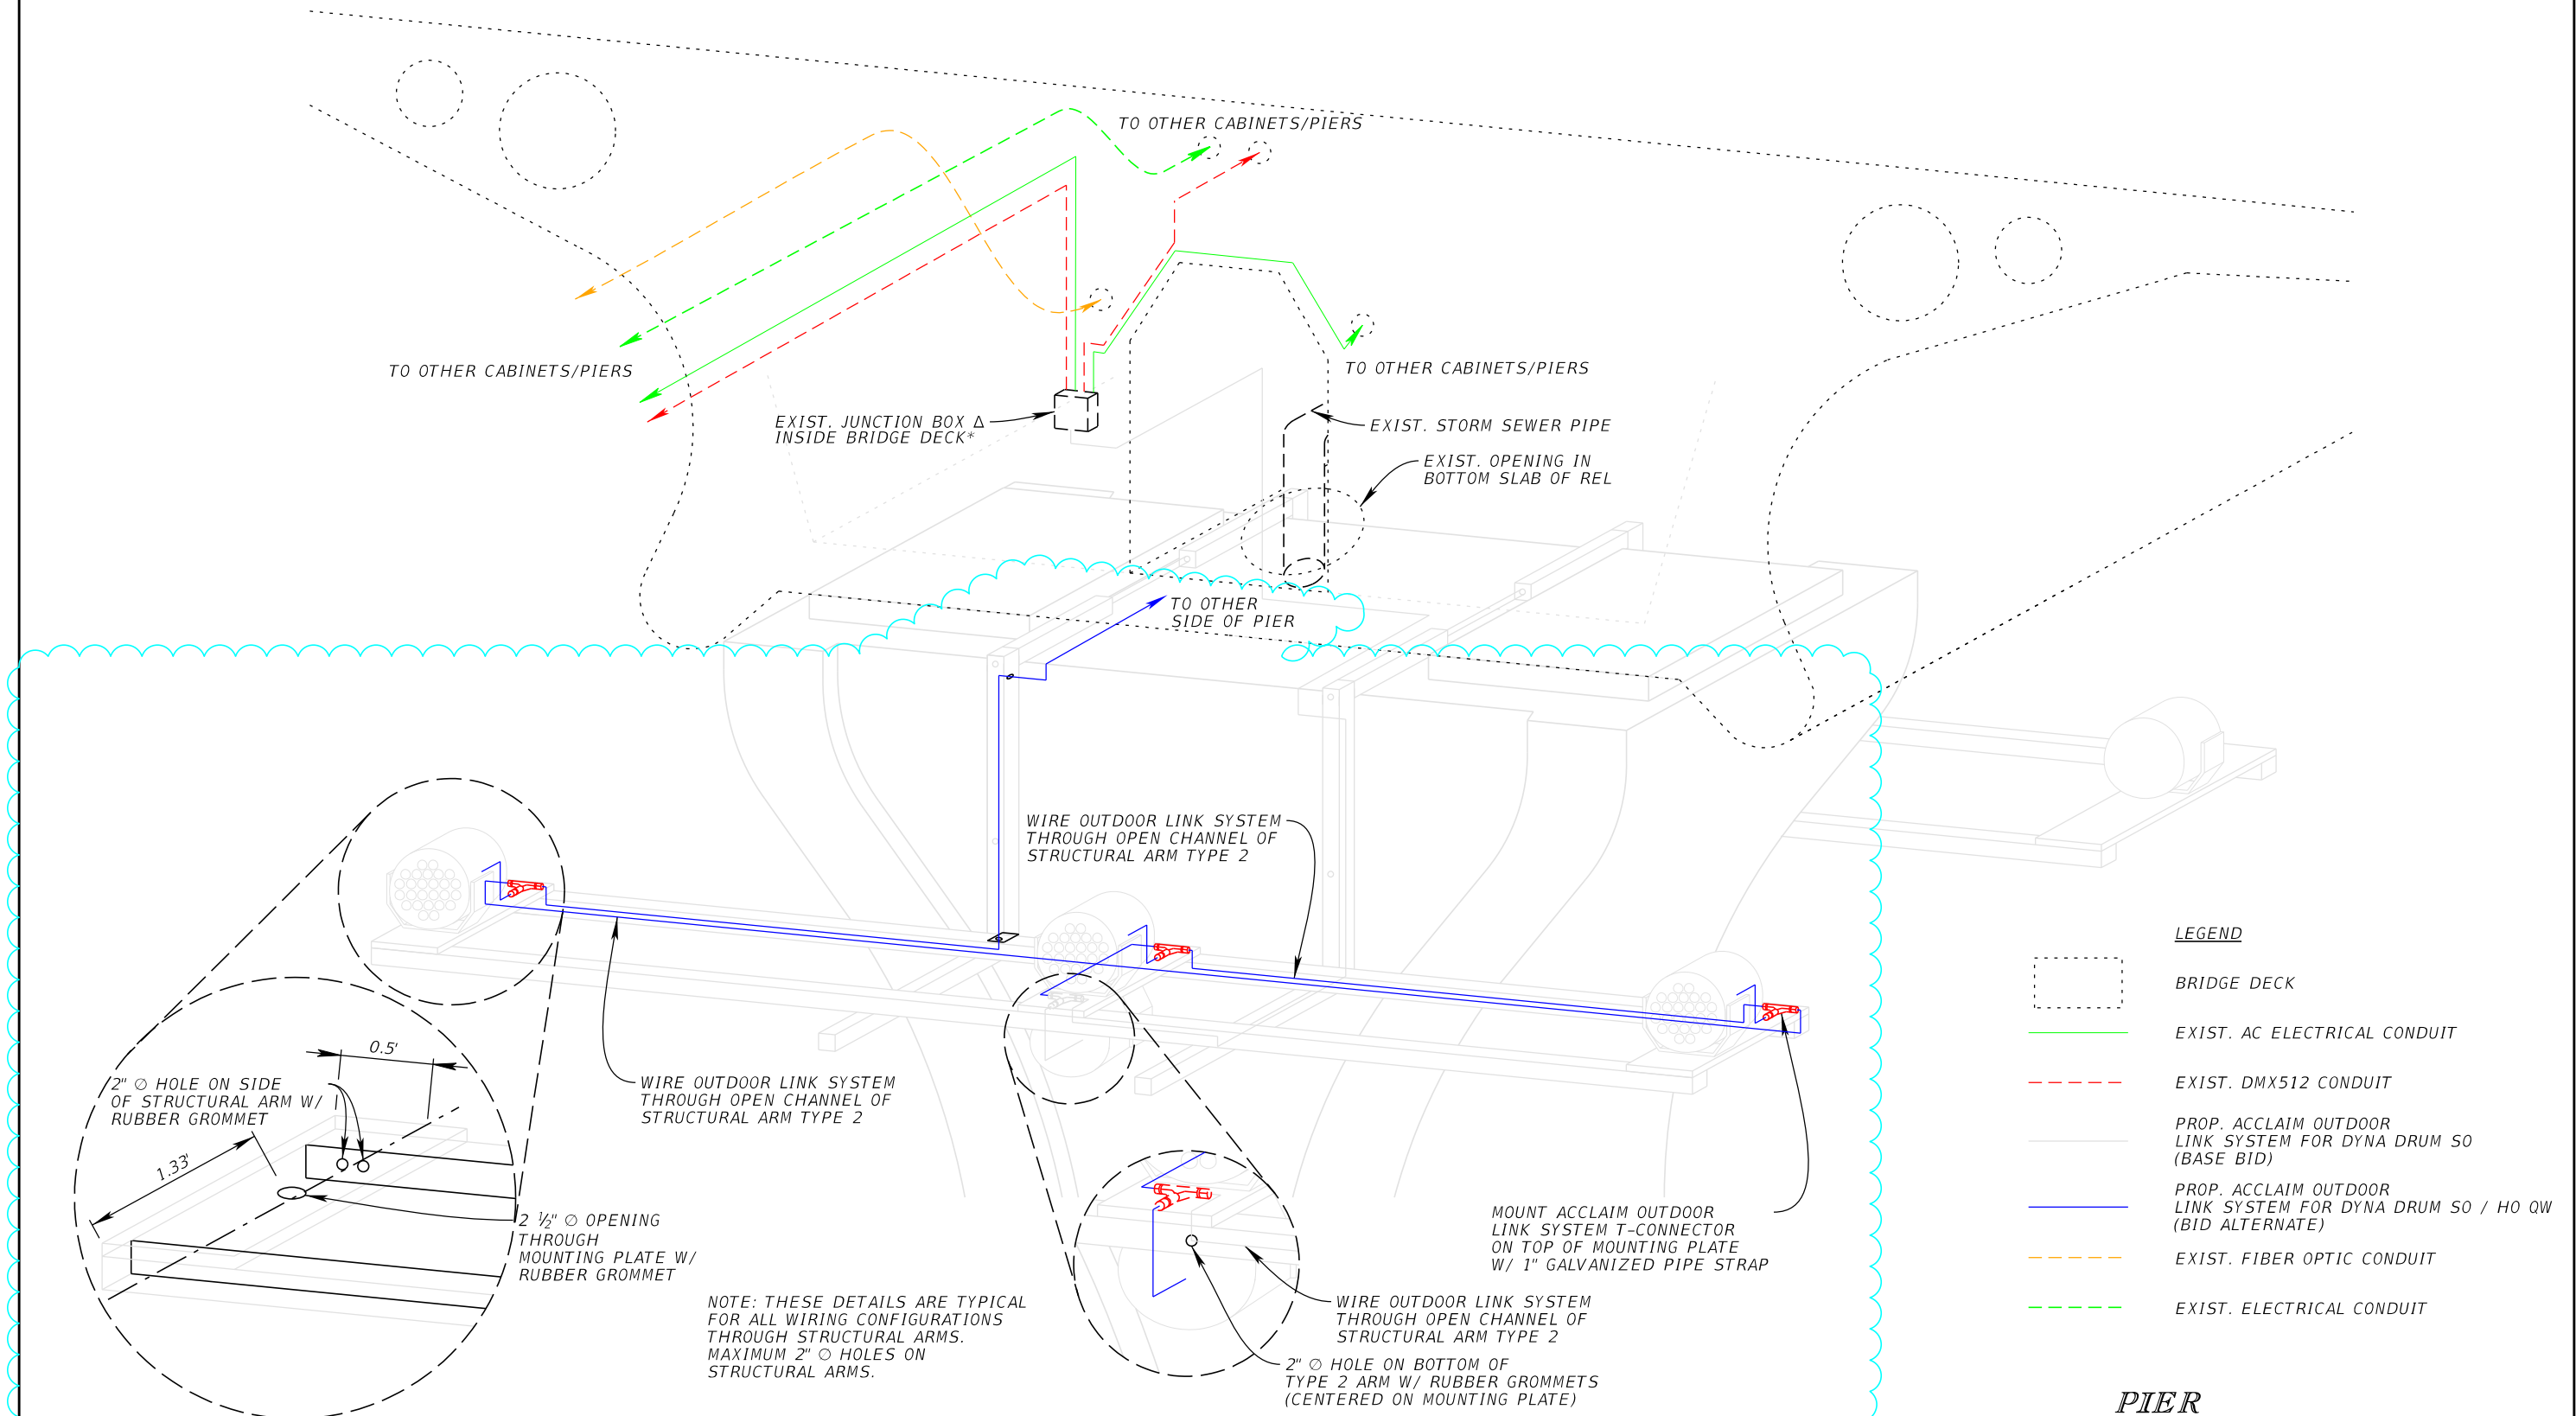 TO OTHER CABINETS/PIERS
TO OTHER CABINETS/PIERS
TO OTHER CABINETS/PIERS
EXIST. JUNCTION BOX Δ
INSIDE BRIDGE DECK*
EXIST. STORM SEWER PIPE
EXIST. OPENING IN
BOTTOM SLAB OF REL
TO OTHER
SIDE OF PIER
WIRE OUTDOOR LINK SYSTEM
THROUGH OPEN CHANNEL OF
STRUCTURAL ARM TYPE 2
0.5'
2" ∅ HOLE ON SIDE
OF STRUCTURAL ARM W/
RUBBER GROMMET
1.33'
WIRE OUTDOOR LINK SYSTEM
THROUGH OPEN CHANNEL OF
STRUCTURAL ARM TYPE 2
2 ½" ∅ OPENING
THROUGH
MOUNTING PLATE W/
RUBBER GROMMET
NOTE: THESE DETAILS ARE TYPICAL
FOR ALL WIRING CONFIGURATIONS
THROUGH STRUCTURAL ARMS.
MAXIMUM 2" ∅ HOLES ON
STRUCTURAL ARMS.
MOUNT ACCLAIM OUTDOOR
LINK SYSTEM T-CONNECTOR
ON TOP OF MOUNTING PLATE
W/ 1" GALVANIZED PIPE STRAP
WIRE OUTDOOR LINK SYSTEM
THROUGH OPEN CHANNEL OF
STRUCTURAL ARM TYPE 2
2" ∅ HOLE ON BOTTOM OF
TYPE 2 ARM W/ RUBBER GROMMETS
(CENTERED ON MOUNTING PLATE)
LEGEND
BRIDGE DECK
EXIST. AC ELECTRICAL CONDUIT
EXIST. DMX512 CONDUIT
PROP. ACCLAIM OUTDOOR
LINK SYSTEM FOR DYNA DRUM SO
(BASE BID)
PROP. ACCLAIM OUTDOOR
LINK SYSTEM FOR DYNA DRUM SO / HO QW
(BID ALTERNATE)
EXIST. FIBER OPTIC CONDUIT
EXIST. ELECTRICAL CONDUIT
PIER